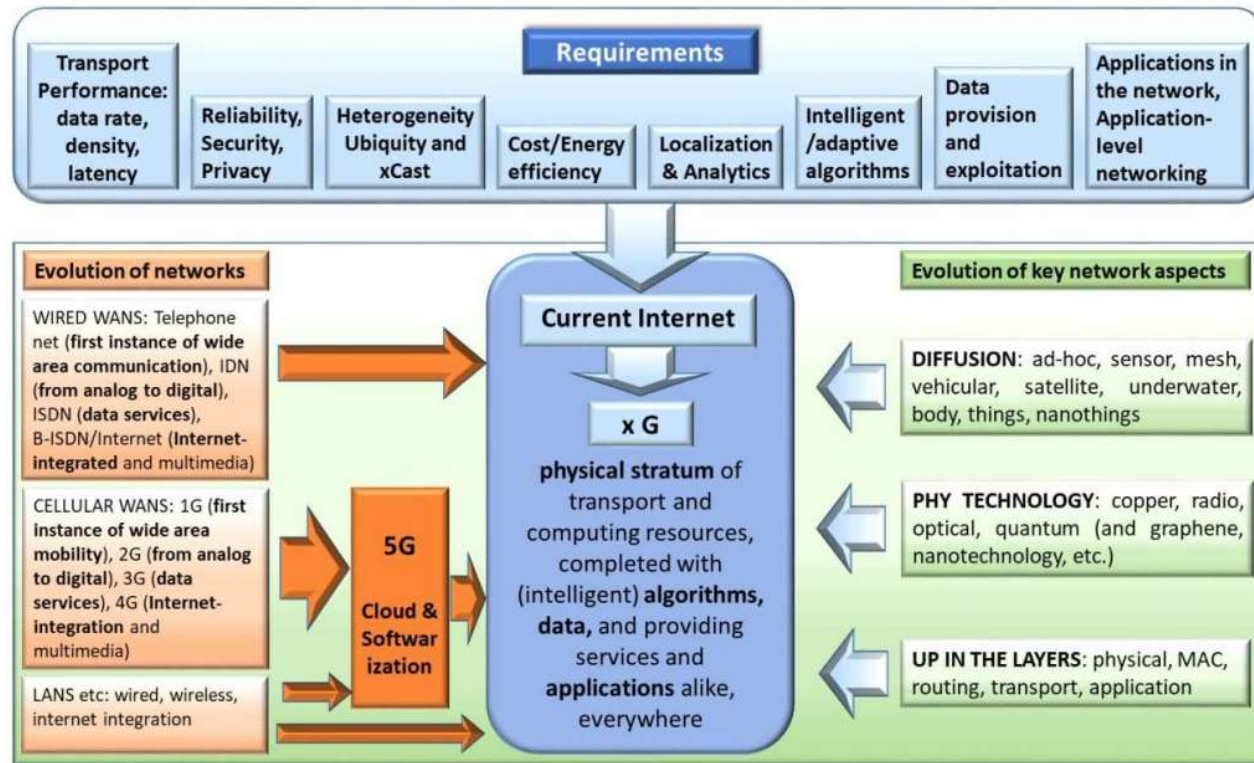 Requirements
Transport
Performance:
data rate,
density,
latency
Reliability,
Security,
Privacy
Heterogeneity
Ubiquity and
xCast
Cost/Energy
efficiency
Localization
& Analytics
Intelligent
/adaptive
algorithms
Data
provision
and
exploitation
Applications in
the network,
Application-
level
networking
Evolution of networks
WIRED WANS: Telephone
net (first instance of wide
area communication), IDN
(from analog to digital),
ISDN (data services),
B-ISDN/Internet (Internet-
integrated and multimedia)
CELLULAR WANS: 1G (first
instance of wide area
mobility), 2G (from analog
to digital), 3G (data
services), 4G (Internet-
integration and
multimedia)
LANS etc: wired, wireless,
internet integration
5G
Cloud &
Softwar
ization
Current Internet
x G
physical stratum of
transport and
computing resources,
completed with
(intelligent) algorithms,
data, and providing
services and
applications alike,
everywhere
Evolution of key network aspects
DIFFUSION: ad-hoc, sensor, mesh,
vehicular, satellite, underwater,
body, things, nanothings
PHY TECHNOLOGY: copper, radio,
optical, quantum (and graphene,
nanotechnology, etc.)
UP IN THE LAYERS: physical, MAC,
routing, transport, application